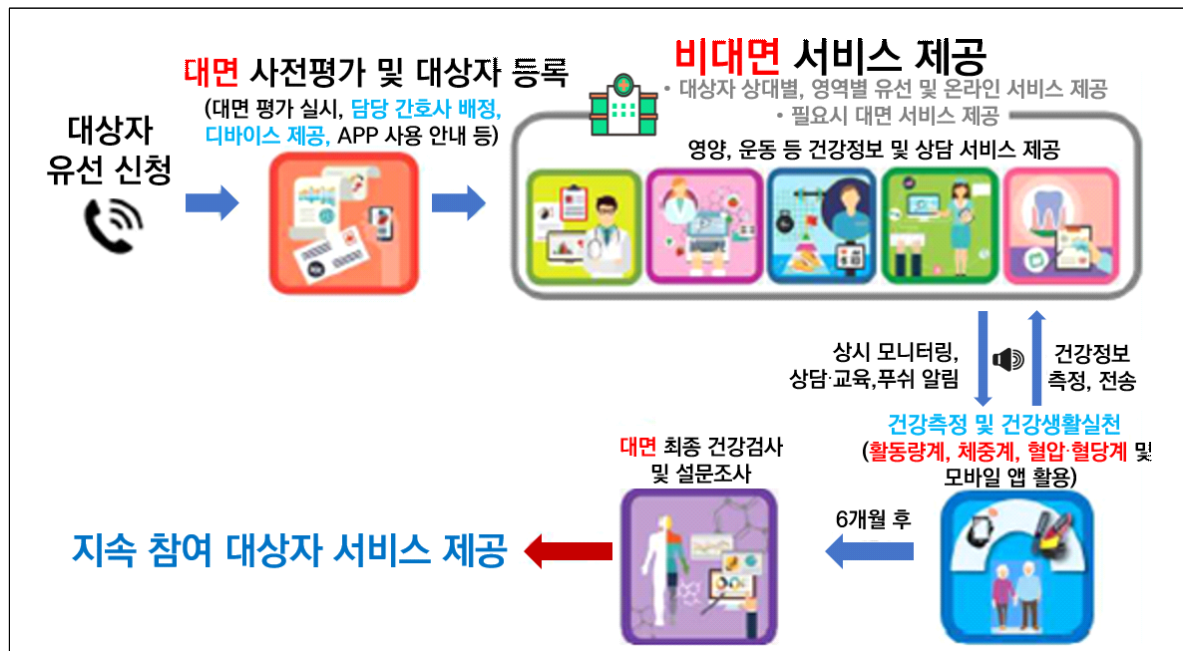 대상자
유선 신청
대면 사전평가 및 대상자 등록
(대면 평가 실시, 담당 간호사 배정,
디바이스 제공, APP 사용 안내 등)
비대면 서비스 제공
• 대상자 상대별, 영역별 유선 및 온라인 서비스 제공
• 필요시 대면 서비스 제공
영양, 운동 등 건강정보 및 상담 서비스 제공
상시 모니터링,
상담·교육,푸쉬 알림
건강정보
측정, 전송
건강측정 및 건강생활실천
(활동량계, 체중계, 혈압·혈당계 및
모바일 앱 활용)
6개월 후
대면 최종 건강검사
및 설문조사
지속 참여 대상자 서비스 제공